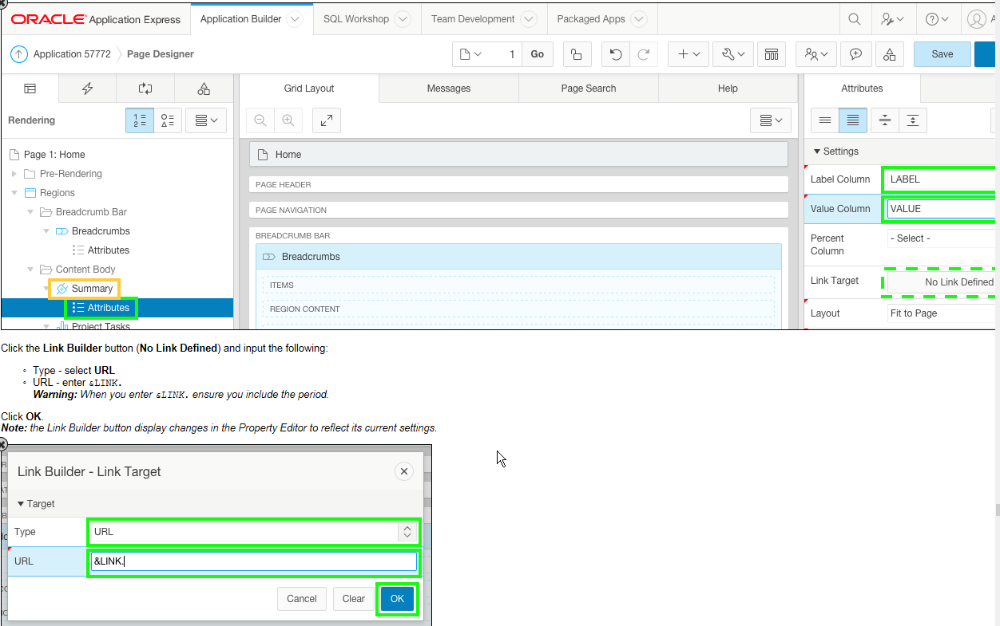 ORACLE Application Express Application Builder SQL Workshop Team Development Packaged Apps
Application 57772 Page Designer 1 Go Save
Grid Layout Messages Page Search Help Attributes
Rendering
Page 1: Home
Pre-Rendering
Regions
Breadcrumb Bar
Breadcrumbs
Attributes
Content Body
Summary
Attributes
Project Tasks
Home
PAGE HEADER
PAGE NAVIGATION
BREADCRUMB BAR
Breadcrumbs
ITEMS
REGION CONTENT
Settings
Label Column LABEL
Value Column VALUE
Percent Column - Select -
Link Target No Link Defined
Layout Fit to Page
Click the Link Builder button (No Link Defined) and input the following:
Type - select URL
URL - enter &LINK.
Warning: When you enter &LINK. ensure you include the period.
Click OK.
Note: the Link Builder button display changes in the Property Editor to reflect its current settings.
Link Builder - Link Target
Target
Type URL
URL &LINK.
Cancel Clear OK